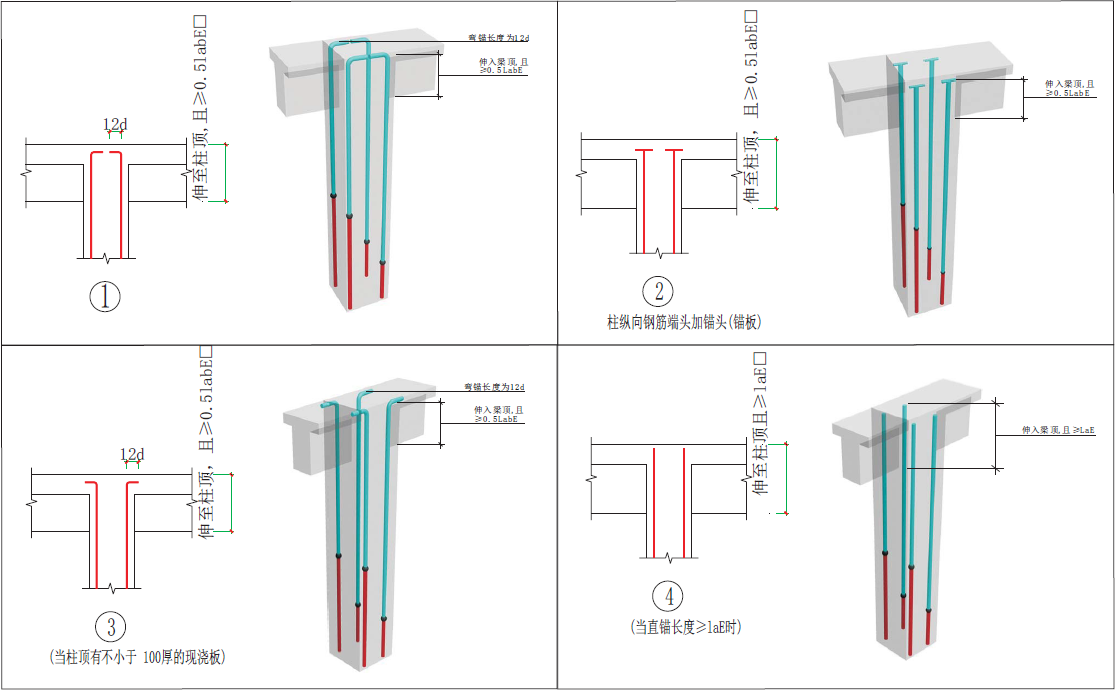 12d
伸至柱顶,且≥0.5labE□
弯锚长度为12d
伸入梁顶,且
≥0.5LabE
①
伸至柱顶，且≥0.5labE□
伸入梁顶,且
≥0.5LabE
②
柱纵向钢筋端头加锚头(锚板)
12d
伸至柱顶，且≥0.5labE□
弯锚长度为12d
伸入梁顶,且
≥0.5LabE
③
(当柱顶有不小于 100厚的现浇板)
伸至柱顶且≥laE□
伸入梁顶,且≥LaE
④
(当直锚长度≥laE时)